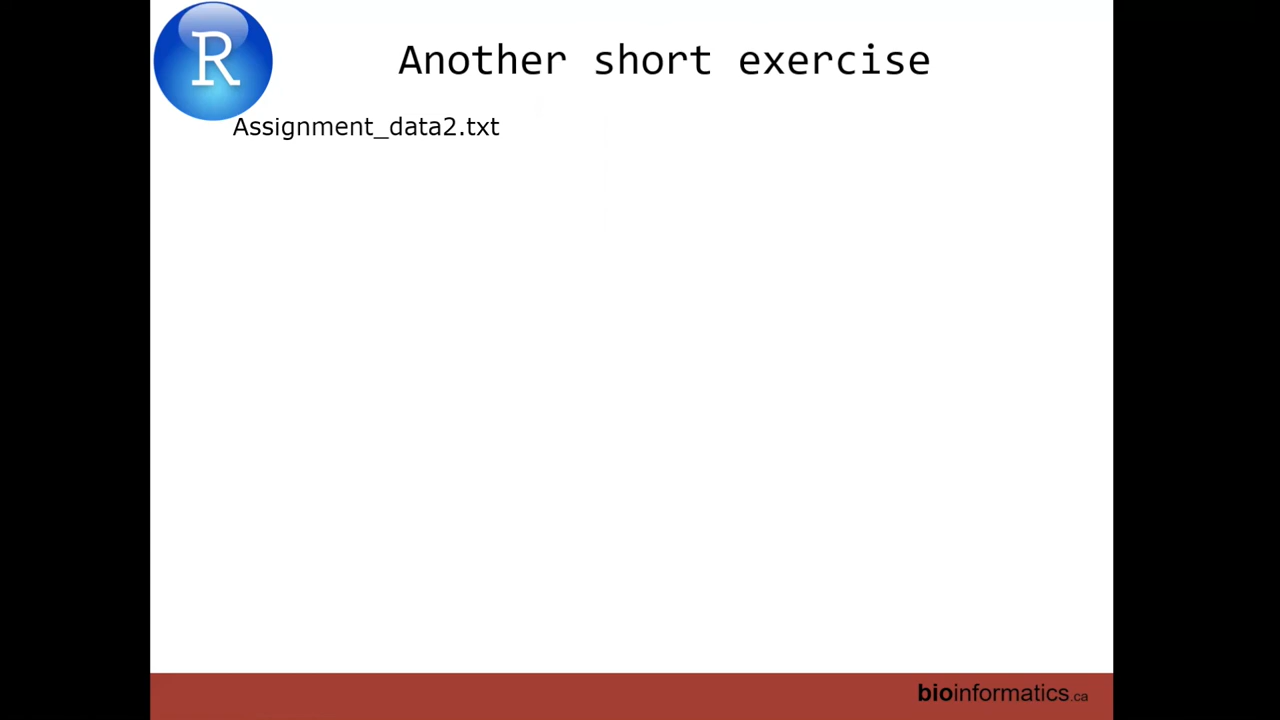 R
Another short exercise
Assignment_data2.txt
bioinformatics.ca